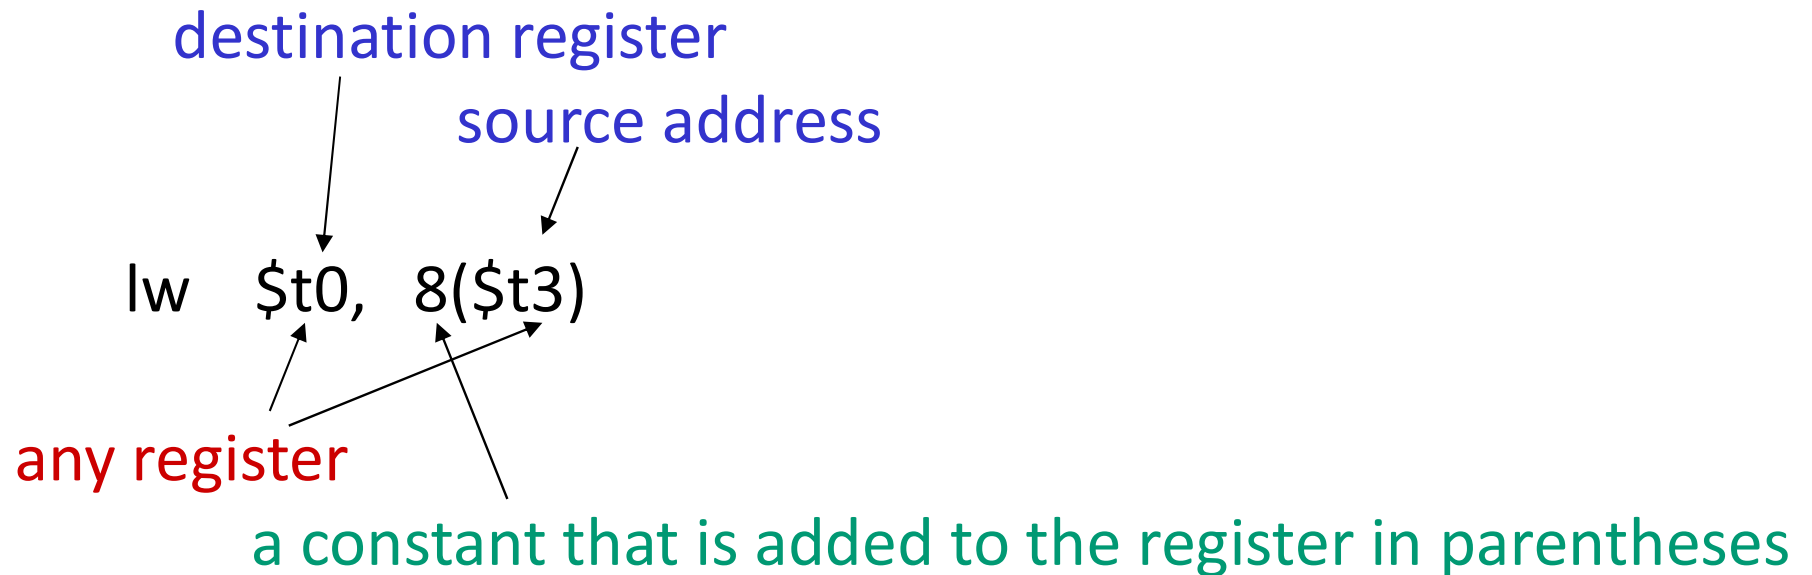 destination register
source address
lw $t0, 8($t3)
any register
a constant that is added to the register in parentheses